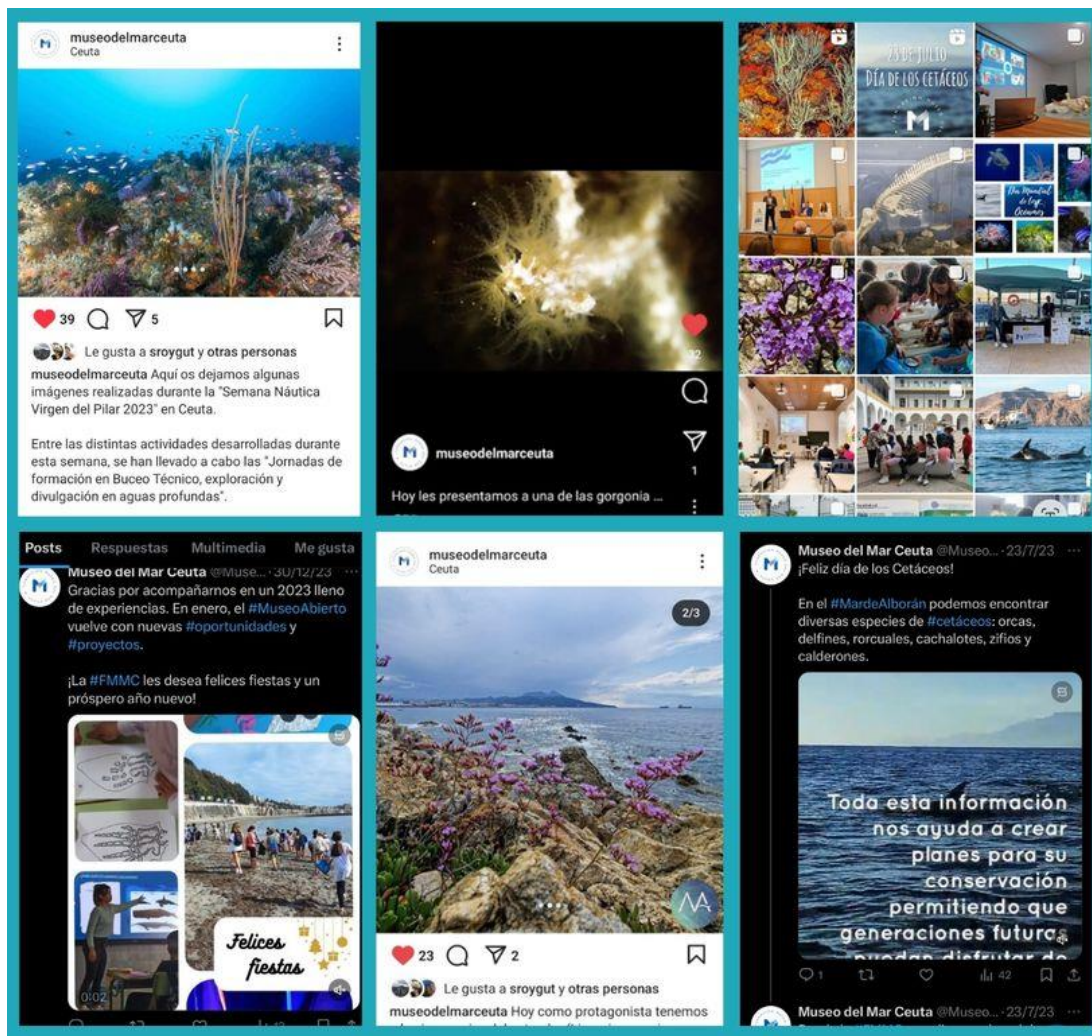 museodelmarceuta
Ceuta
39
5
Le gusta a sroygut y otras personas
museodelmarceuta Aquí os dejamos algunas
imágenes realizadas durante la "Semana Náutica
Virgen del Pilar 2023" en Ceuta.
Entre las distintas actividades desarrolladas durante
esta semana, se han llevado a cabo las "Jornadas de
formación en Buceo Técnico, exploración y
divulgación en aguas profundas".
32
1
museodelmarceuta
Hoy les presentamos a una de las gorgonia ...
23 DE JULIO
DÍA DE LOS CETÁCEOS
M
Día Mundial
de los
Océanos
Posts Respuestas Multimedia Me gusta
Museo del Mar Ceuta @Muse... · 30/12/23
Gracias por acompañarnos en un 2023 lleno
de experiencias. En enero, el #MuseoAbierto
vuelve con nuevas #oportunidades y
#proyectos.
¡La #FMMC les desea felices fiestas y un
próspero año nuevo!
Felices
fiestas
0:02
museodelmarceuta
Ceuta
2/3
23
2
Le gusta a sroygut y otras personas
museodelmarceuta Hoy como protagonista tenemos
Museo del Mar Ceuta @Museo... · 23/7/23
¡Feliz día de los Cetáceos!
En el #MardeAlborán podemos encontrar
diversas especies de #cetáceos: orcas,
delfines, rorcuales, cachalotes, zifios y
calderones.
Toda esta información
nos ayuda a crear
planes para su
conservación
permitiendo que
generaciones futuras
puedan disfrutar de
1
42
Museo del Mar Ceuta @Museo... · 23/7/23